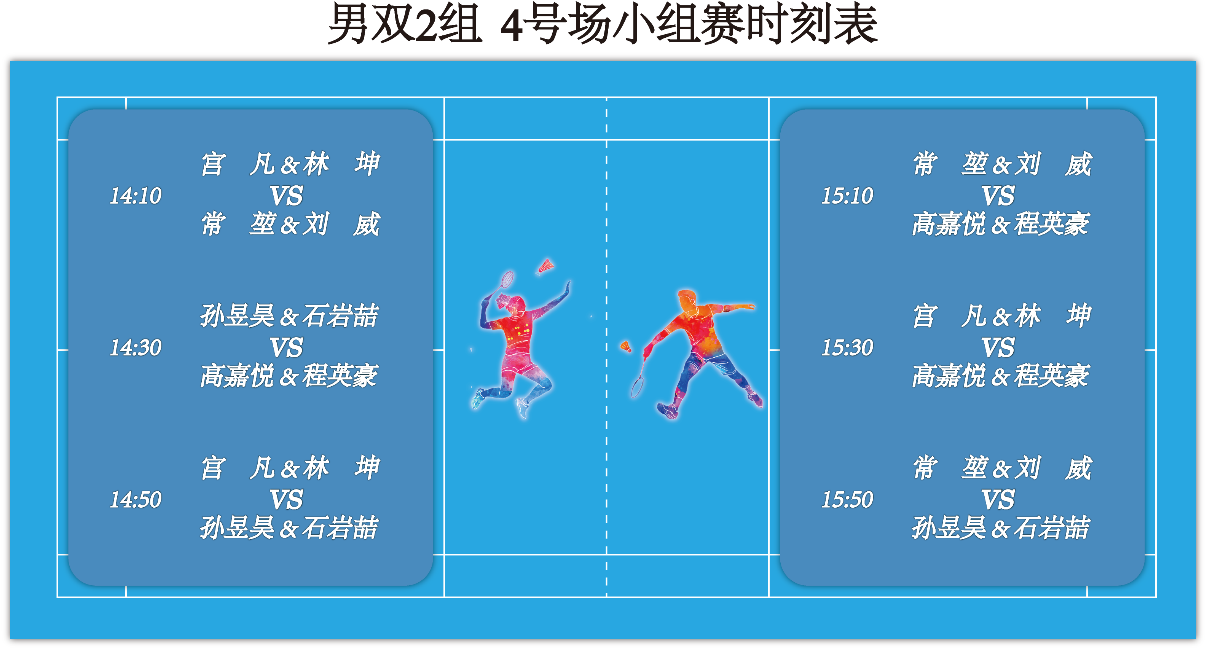 男双2组 4号场小组赛时刻表
14:10
宫 凡&林 坤
VS
常 堃&刘 威
14:30
孙昱昊&石岩喆
VS
高嘉悦&程英豪
14:50
宫 凡&林 坤
VS
孙昱昊&石岩喆
15:10
常 堃&刘 威
VS
高嘉悦&程英豪
15:30
宫 凡&林 坤
VS
高嘉悦&程英豪
15:50
常 堃&刘 威
VS
孙昱昊&石岩喆